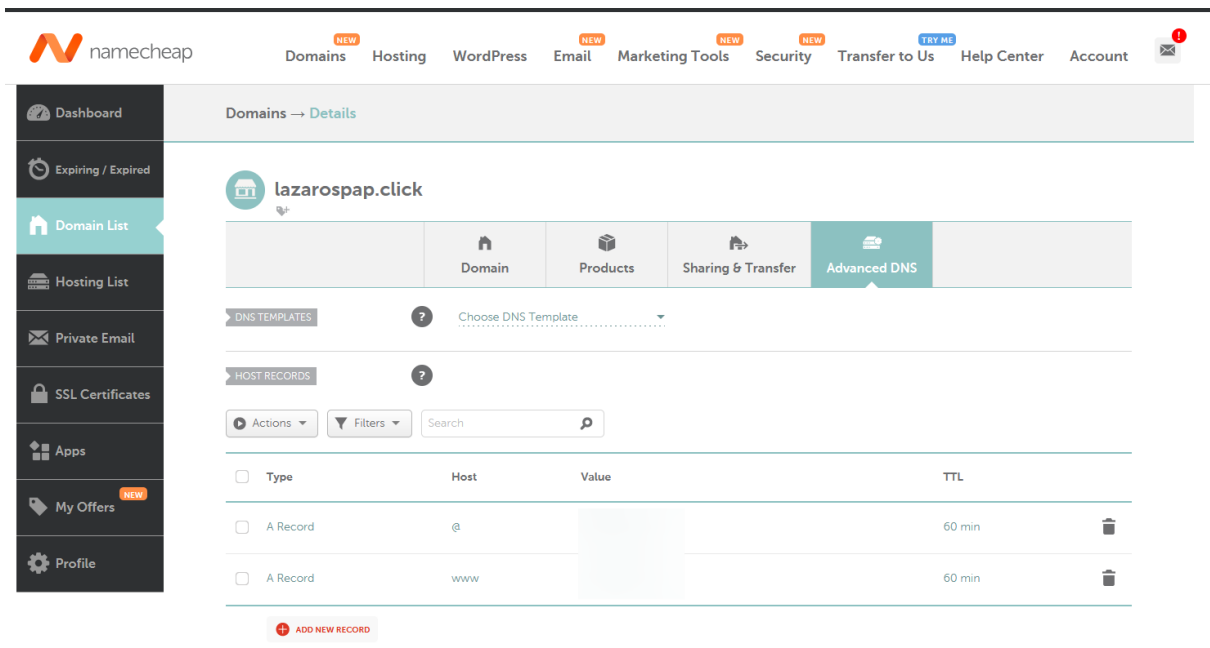 namecheap
NEW NEW NEW NEW TRY ME
Domains Hosting WordPress Email Marketing Tools Security Transfer to Us Help Center Account
!
Dashboard
Expiring / Expired
Domain List
Hosting List
Private Email
SSL Certificates
Apps
My Offers NEW
Profile
Domains → Details
lazarospap.click
Domain Products Sharing & Transfer Advanced DNS
DNS TEMPLATES ? Choose DNS Template
HOST RECORDS ?
Actions Filters Search
Type Host Value TTL
A Record @ 60 min
A Record www 60 min
ADD NEW RECORD